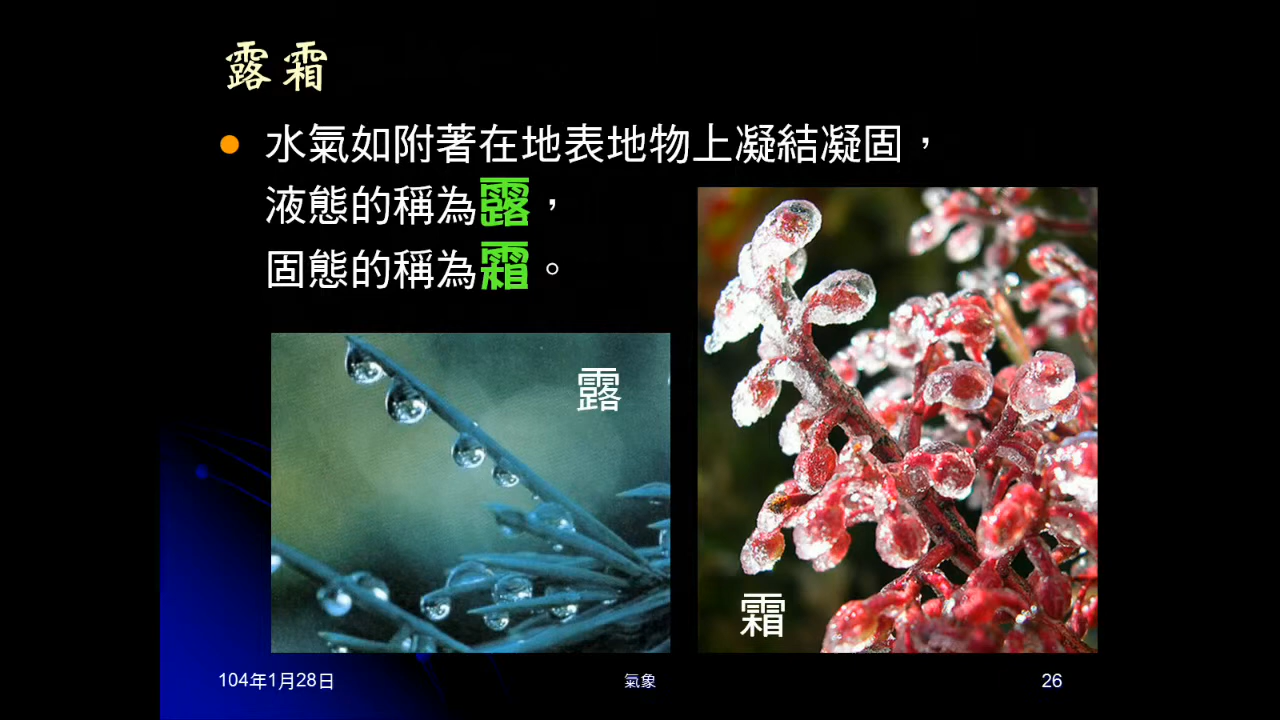 露霜
水氣如附著在地表地物上凝結凝固，
液態的稱為露，
固態的稱為霜。
露
霜
104年1月28日
氣象
26